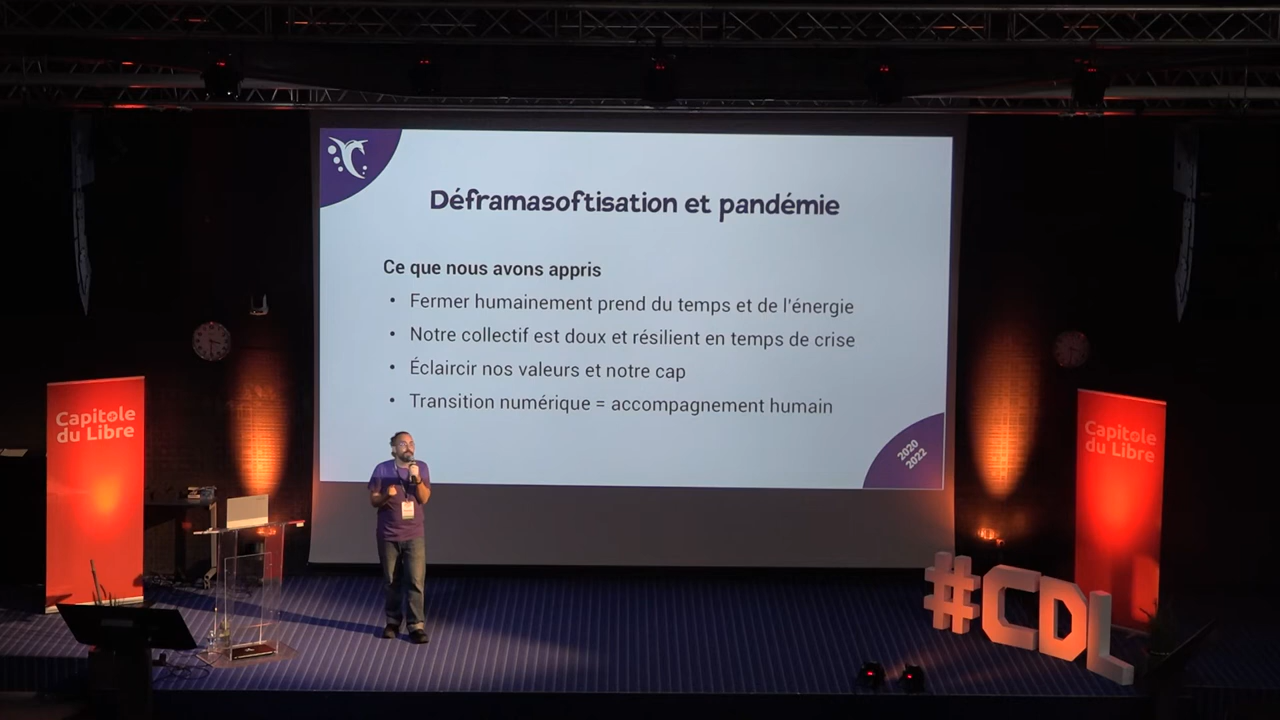 Déframasoftisation et pandémie
Ce que nous avons appris
• Fermer humainement prend du temps et de l'énergie
• Notre collectif est doux et résilient en temps de crise
• Éclaircir nos valeurs et notre cap
• Transition numérique = accompagnement humain
2020
2022
Capitole
du Libre
Capitole
du Libre
#CDL